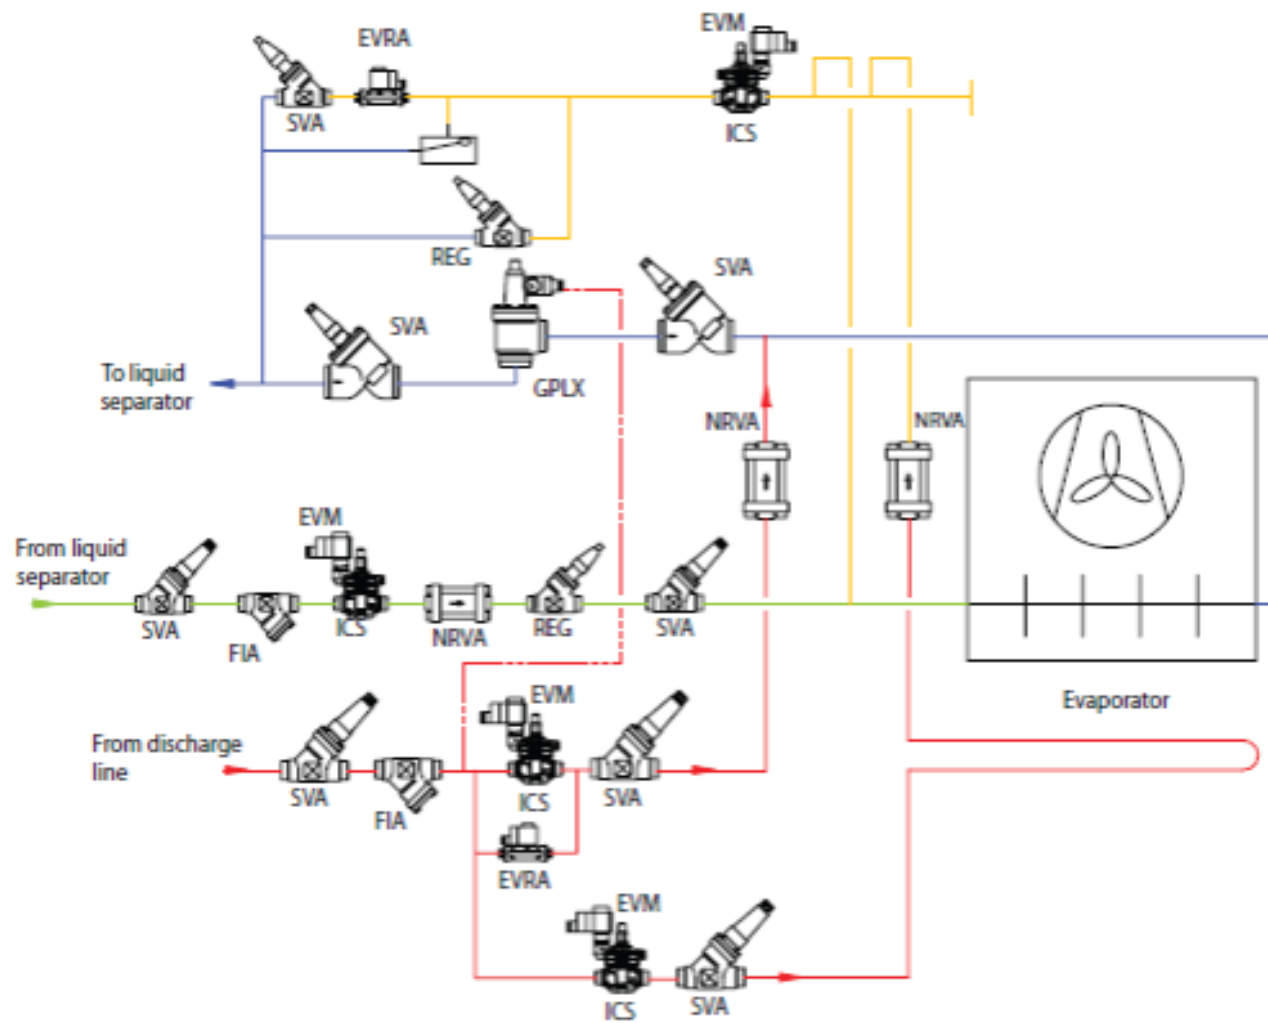 EVM
EVRA
SVA
ICS
REG
SVA
SVA
To liquid
separator
GPLX
NRVA
NRVA
EVM
From liquid
separator
SVA
FIA
ICS
NRVA
REG
SVA
Evaporator
EVM
From discharge
line
SVA
FIA
ICS
SVA
EVRA
EVM
ICS
SVA